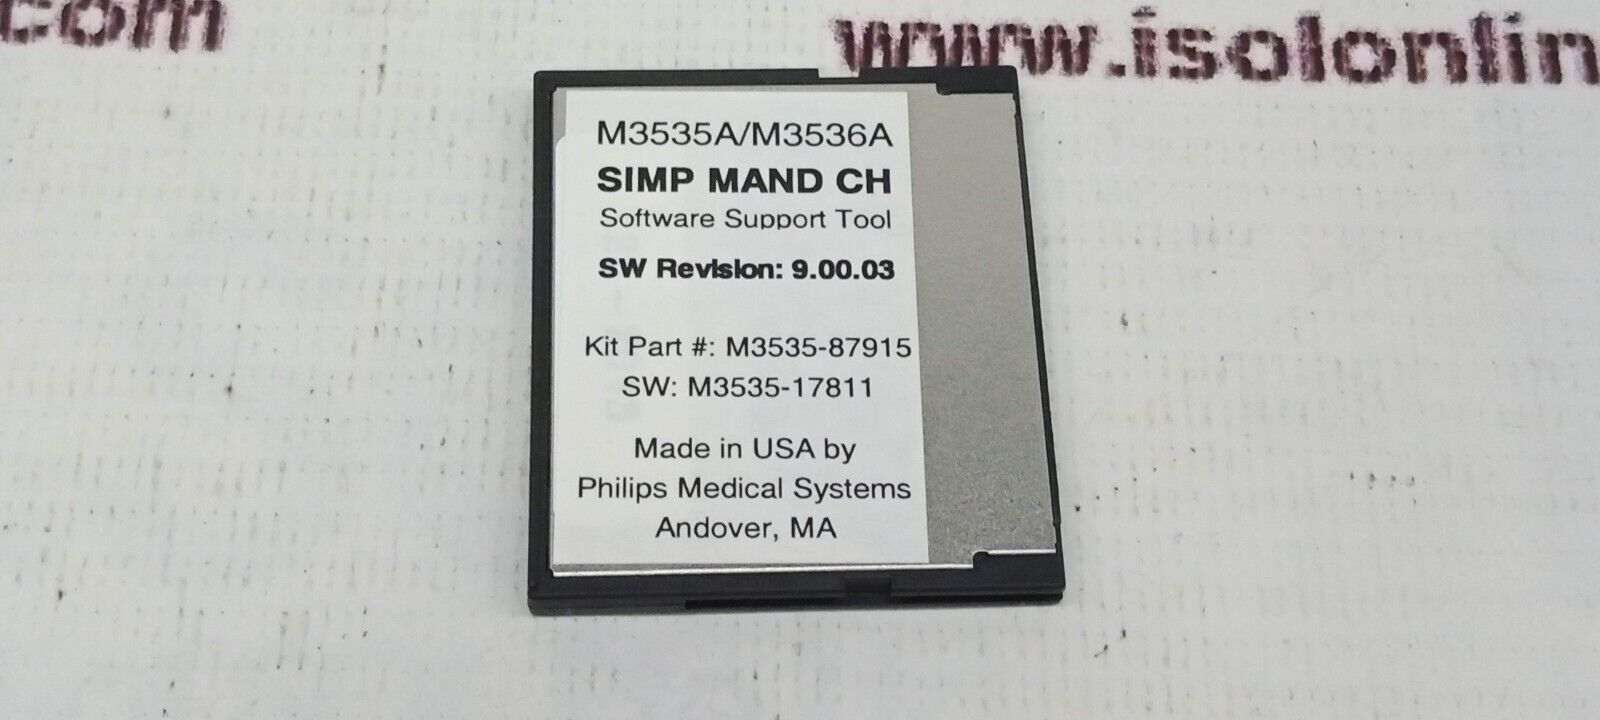 com
www.isolonlin
M3535A/M3536A
SIMP MAND CH
Software Support Tool
SW Revision: 9.00.03
Kit Part #: M3535-87915
SW: M3535-17811
Made in USA by
Philips Medical Systems
Andover, MA